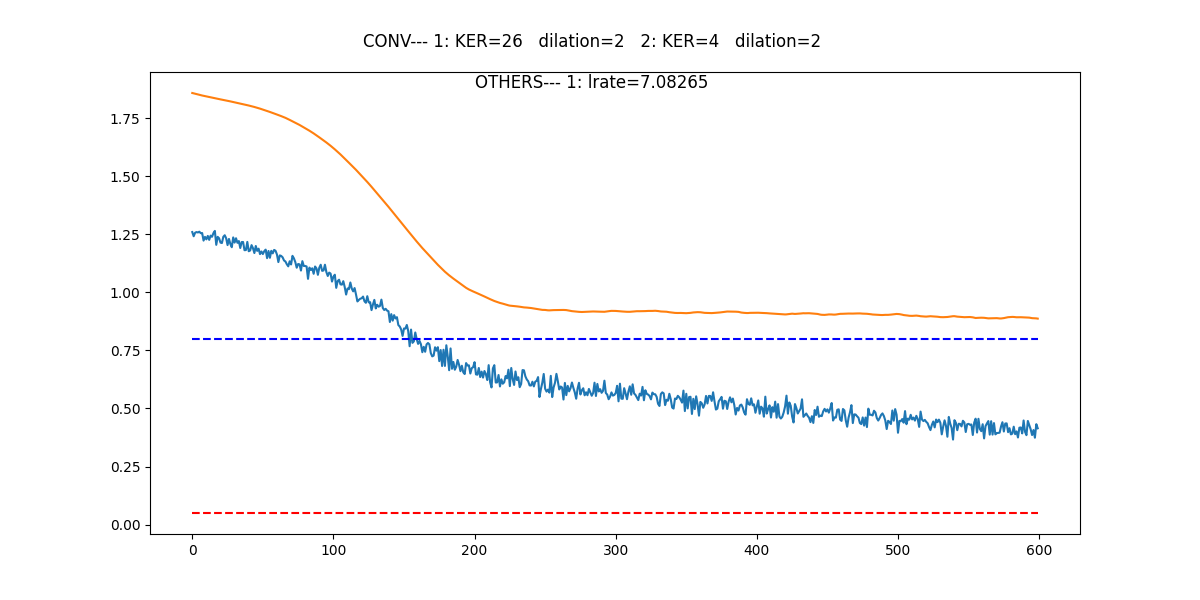 CONV--- 1: KER=26   dilation=2   2: KER=4   dilation=2
OTHERS--- 1: lrate=7.08265
1.75
1.50
1.25
1.00
0.75
0.50
0.25
0.00
0 100 200 300 400 500 600